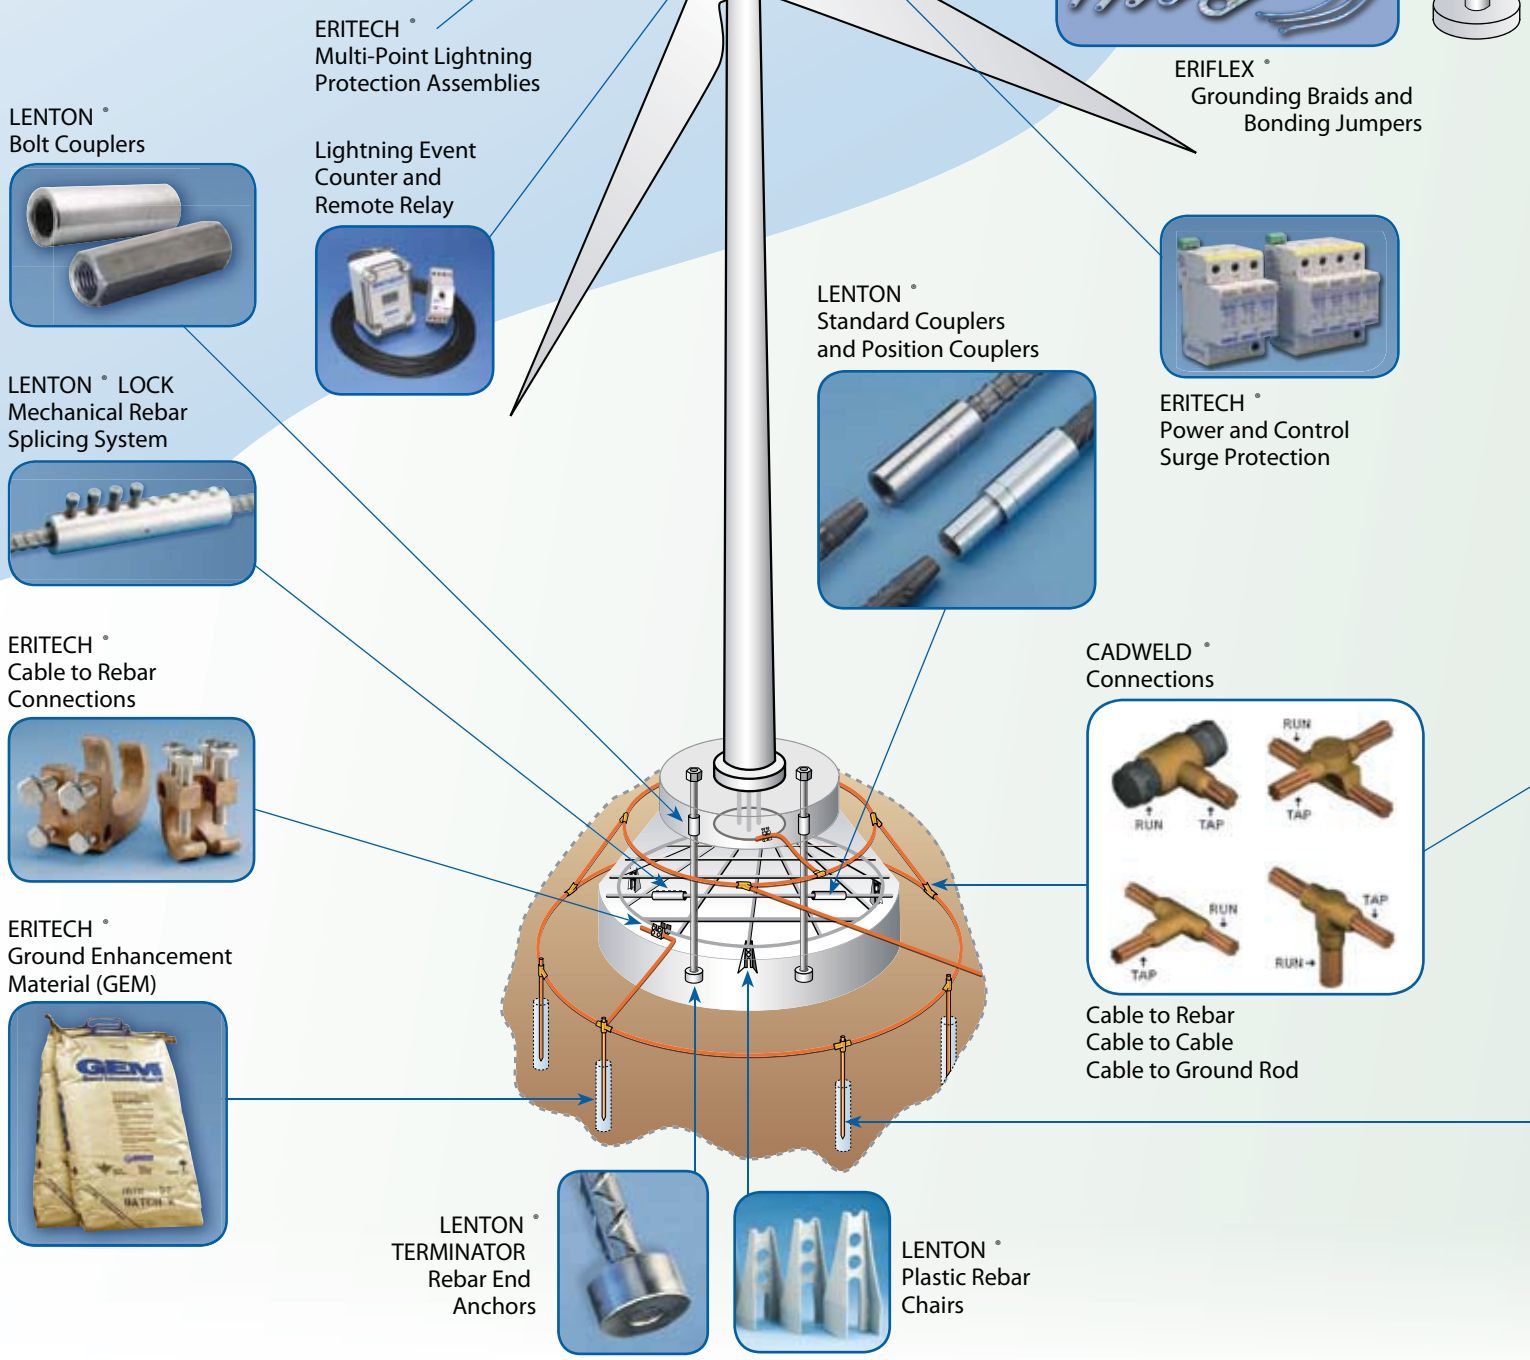 ERITECH ®
Multi-Point Lightning
Protection Assemblies
ERIFLEX ®
Grounding Braids and
Bonding Jumpers
LENTON ®
Bolt Couplers
Lightning Event
Counter and
Remote Relay
LENTON ®
Standard Couplers
and Position Couplers
ERITECH ®
Power and Control
Surge Protection
LENTON ® LOCK
Mechanical Rebar
Splicing System
ERITECH ®
Cable to Rebar
Connections
CADWELD ®
Connections
RUN
TAP
RUN
TAP
RUN
TAP
TAP
RUN
Cable to Rebar
Cable to Cable
Cable to Ground Rod
ERITECH ®
Ground Enhancement
Material (GEM)
GEM
LENTON ®
TERMINATOR
Rebar End
Anchors
LENTON ®
Plastic Rebar
Chairs